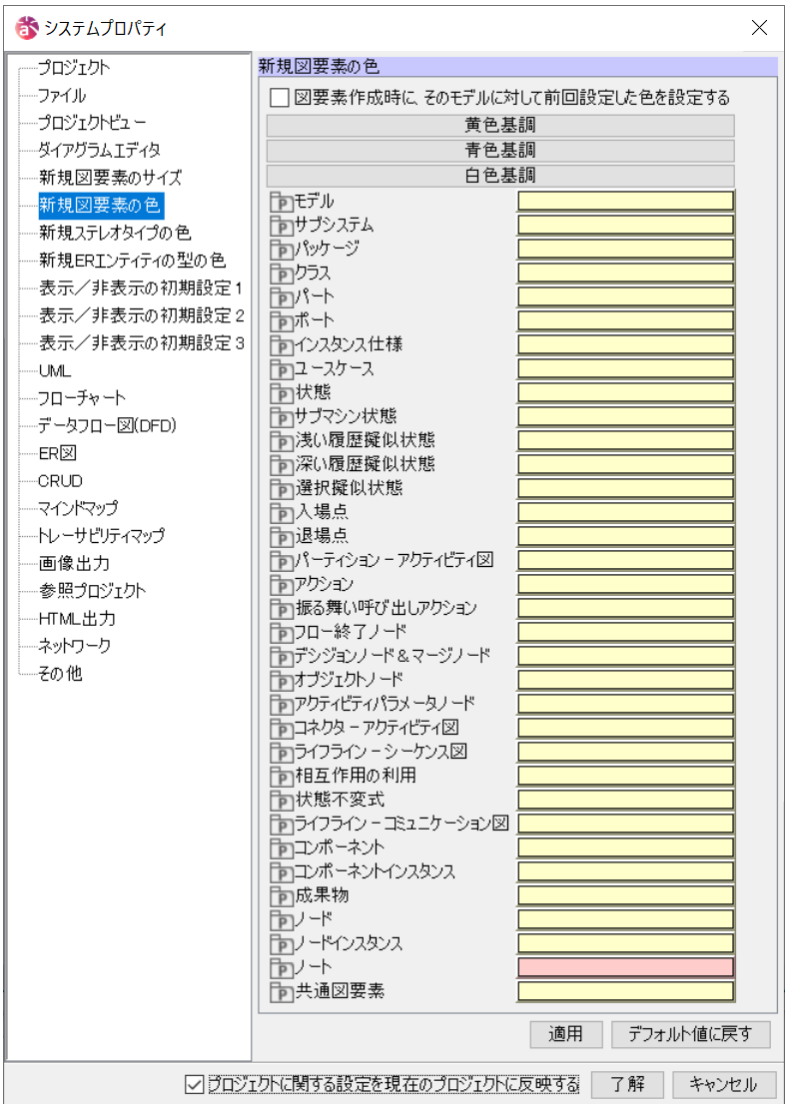 システムプロパティ
プロジェクト
ファイル
プロジェクトビュー
ダイアグラムエディタ
新規図要素のサイズ
新規図要素の色
新規ステレオタイプの色
新規ERエンティティの型の色
表示／非表示の初期設定1
表示／非表示の初期設定2
表示／非表示の初期設定3
UML
フローチャート
データフロー図(DFD)
ER図
CRUD
マインドマップ
トレーサビリティマップ
画像出力
参照プロジェクト
HTML出力
ネットワーク
その他
新規図要素の色
図要素作成時に、そのモデルに対して前回設定した色を設定する
黄色基調
青色基調
白色基調
モデル
サブシステム
パッケージ
クラス
パート
ポート
インスタンス仕様
ユースケース
状態
サブマシン状態
浅い履歴擬似状態
深い履歴擬似状態
選択擬似状態
入場点
退場点
パーティション－アクティビティ図
アクション
振る舞い呼び出しアクション
フロー終了ノード
デシジョンノード＆マージノード
オブジェクトノード
アクティビティパラメータノード
コネクタ－アクティビティ図
ライフライン－シーケンス図
相互作用の利用
状態不変式
ライフライン－コミュニケーション図
コンポーネント
コンポーネントインスタンス
成果物
ノード
ノードインスタンス
ノート
共通図要素
適用
デフォルト値に戻す
プロジェクトに関する設定を現在のプロジェクトに反映する
了解
キャンセル